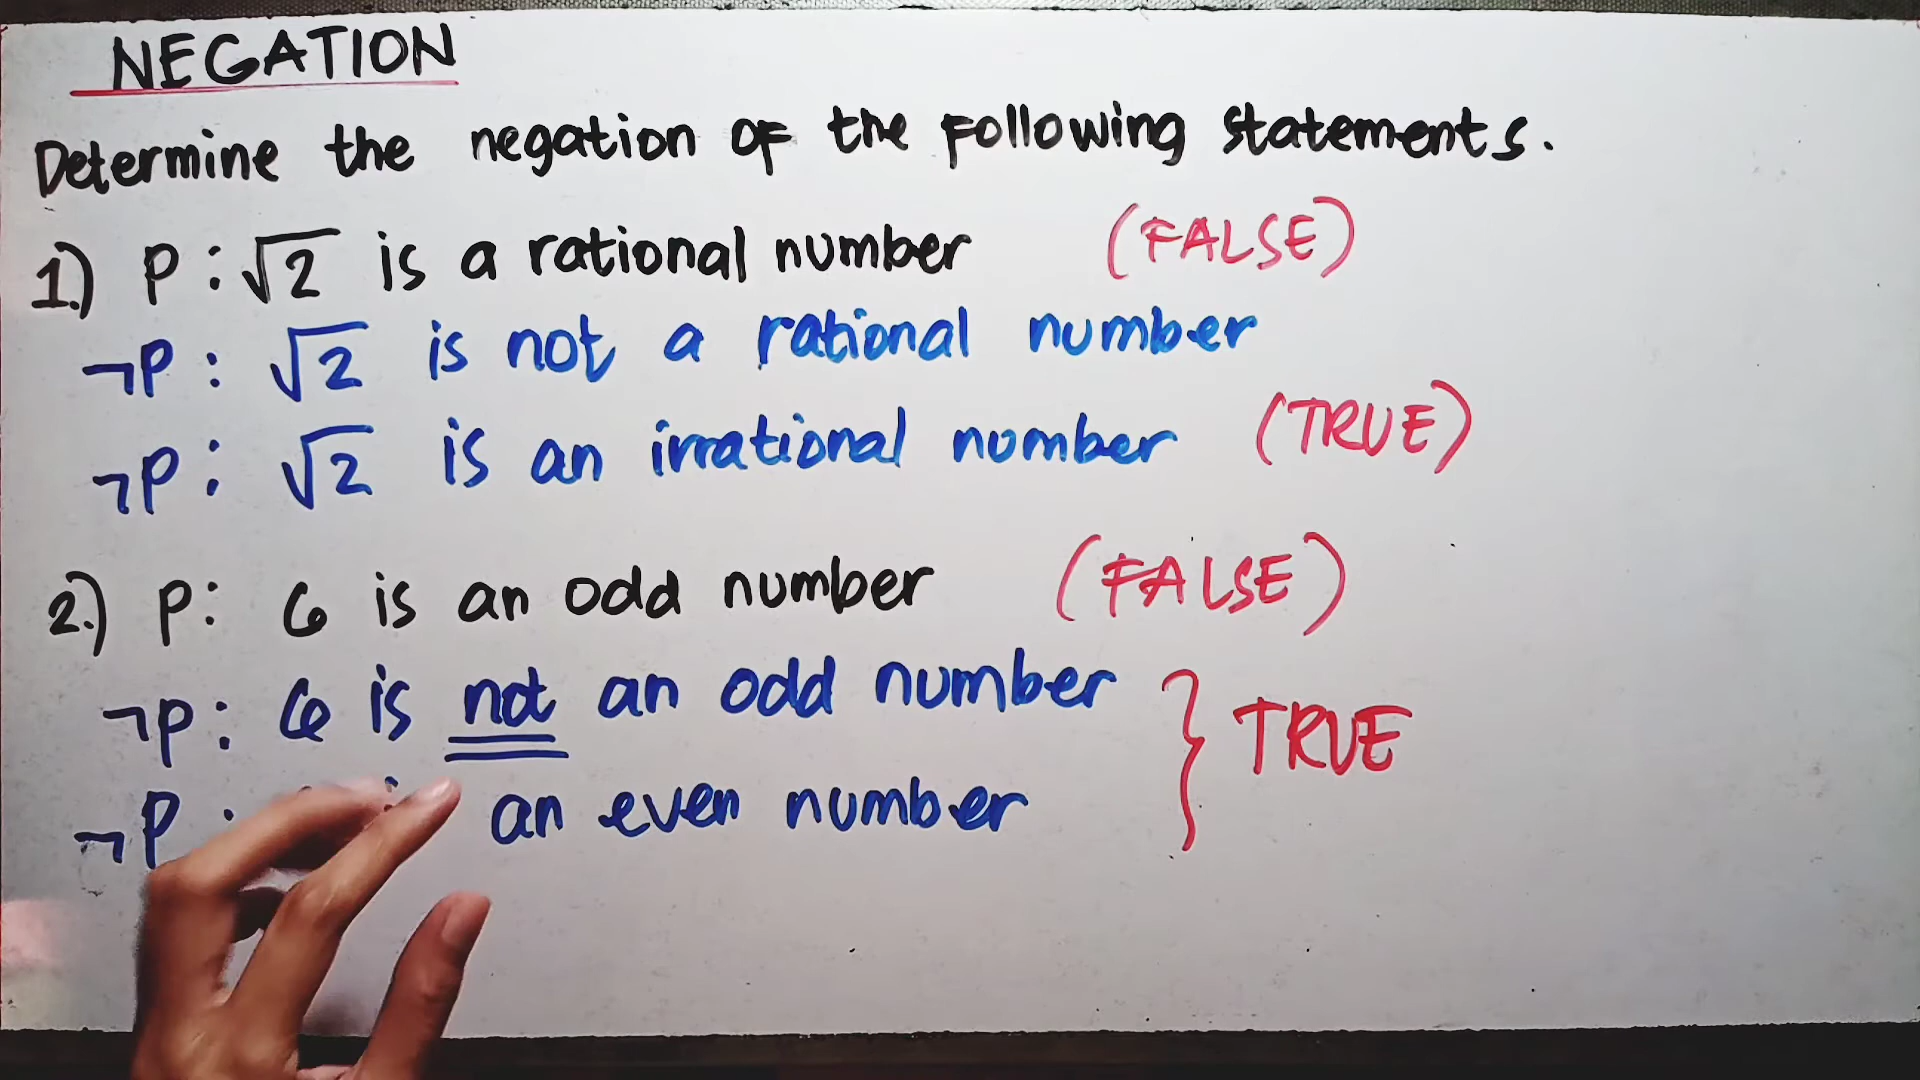 NEGATION
Determine the negation of the following statements.
1.) p : √2 is a rational number (FALSE)
¬p : √2 is not a rational number
¬p : √2 is an irrational number (TRUE)
2.) p : 6 is an odd number (FALSE)
¬p : 6 is not an odd number } TRUE
¬p : an even number